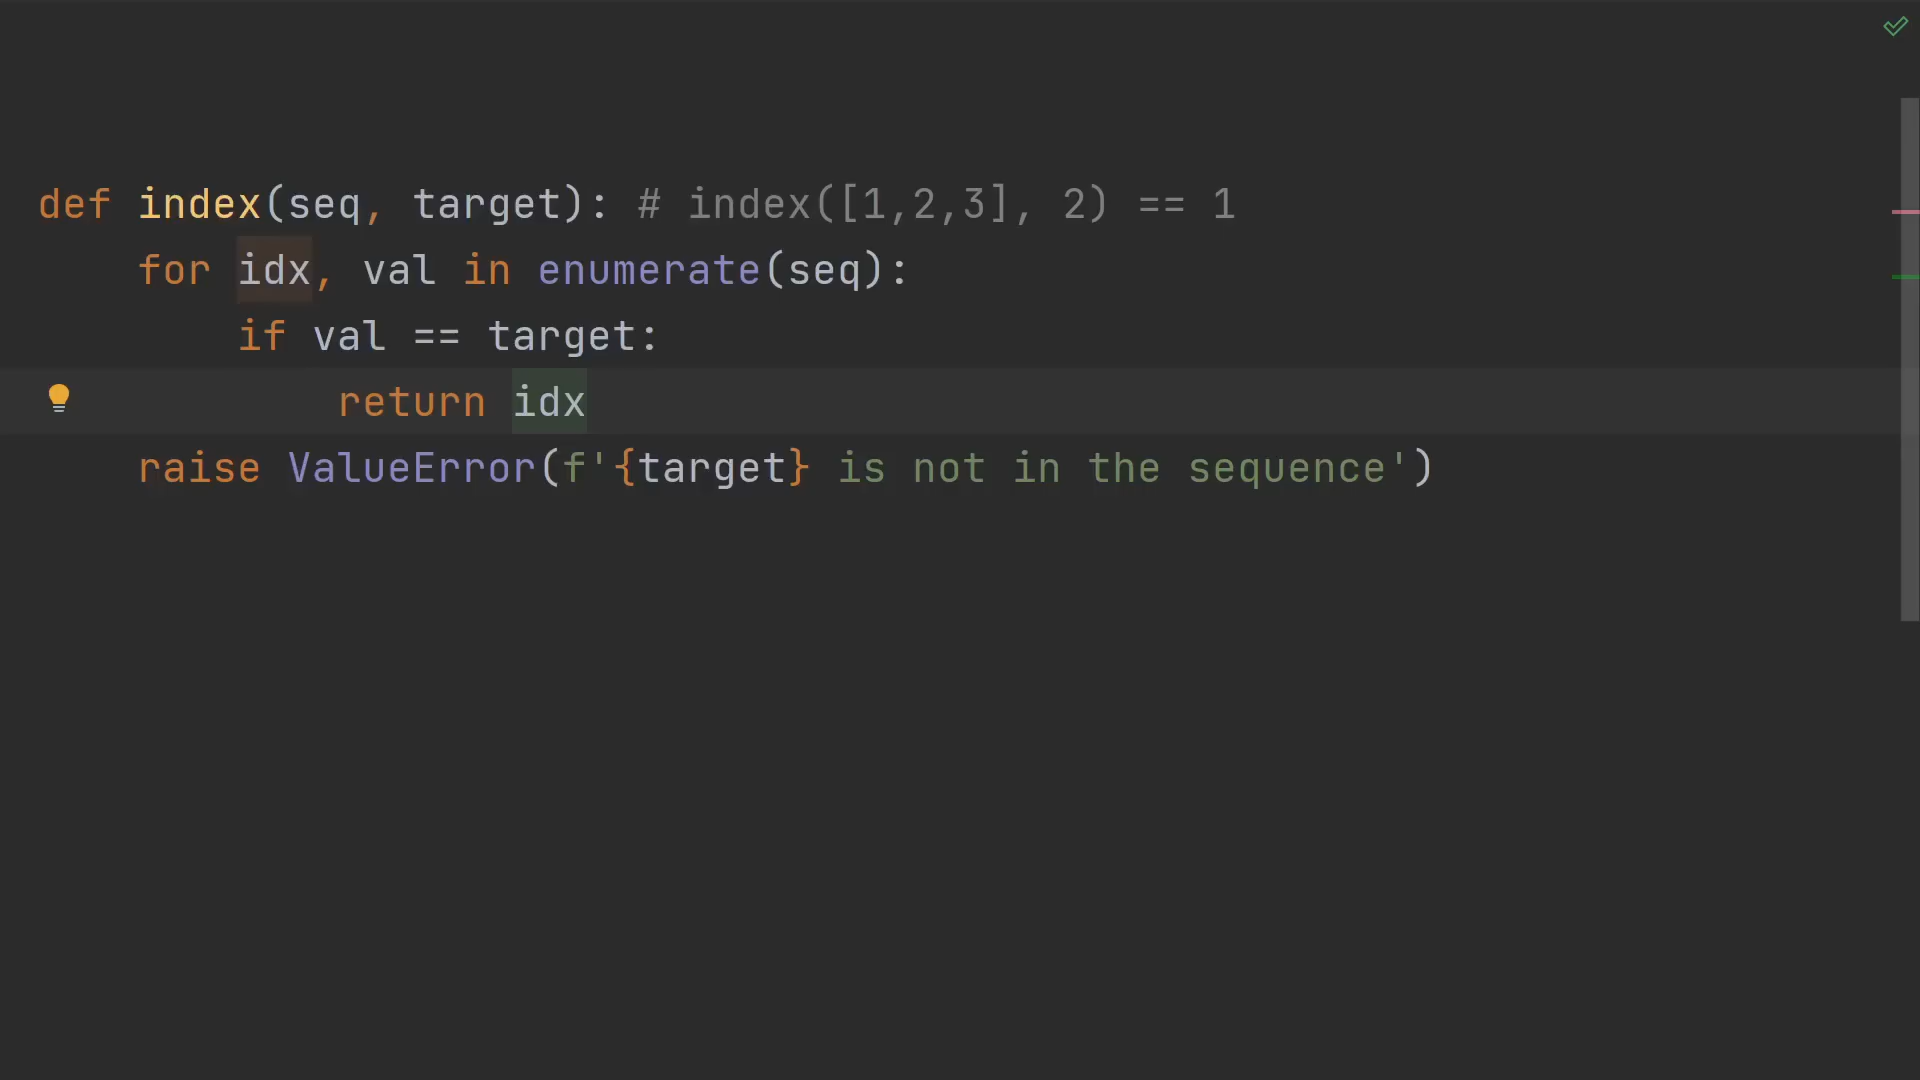 def index(seq, target): # index([1,2,3], 2) == 1
    for idx, val in enumerate(seq):
        if val == target:
            return idx
    raise ValueError(f'{target} is not in the sequence')